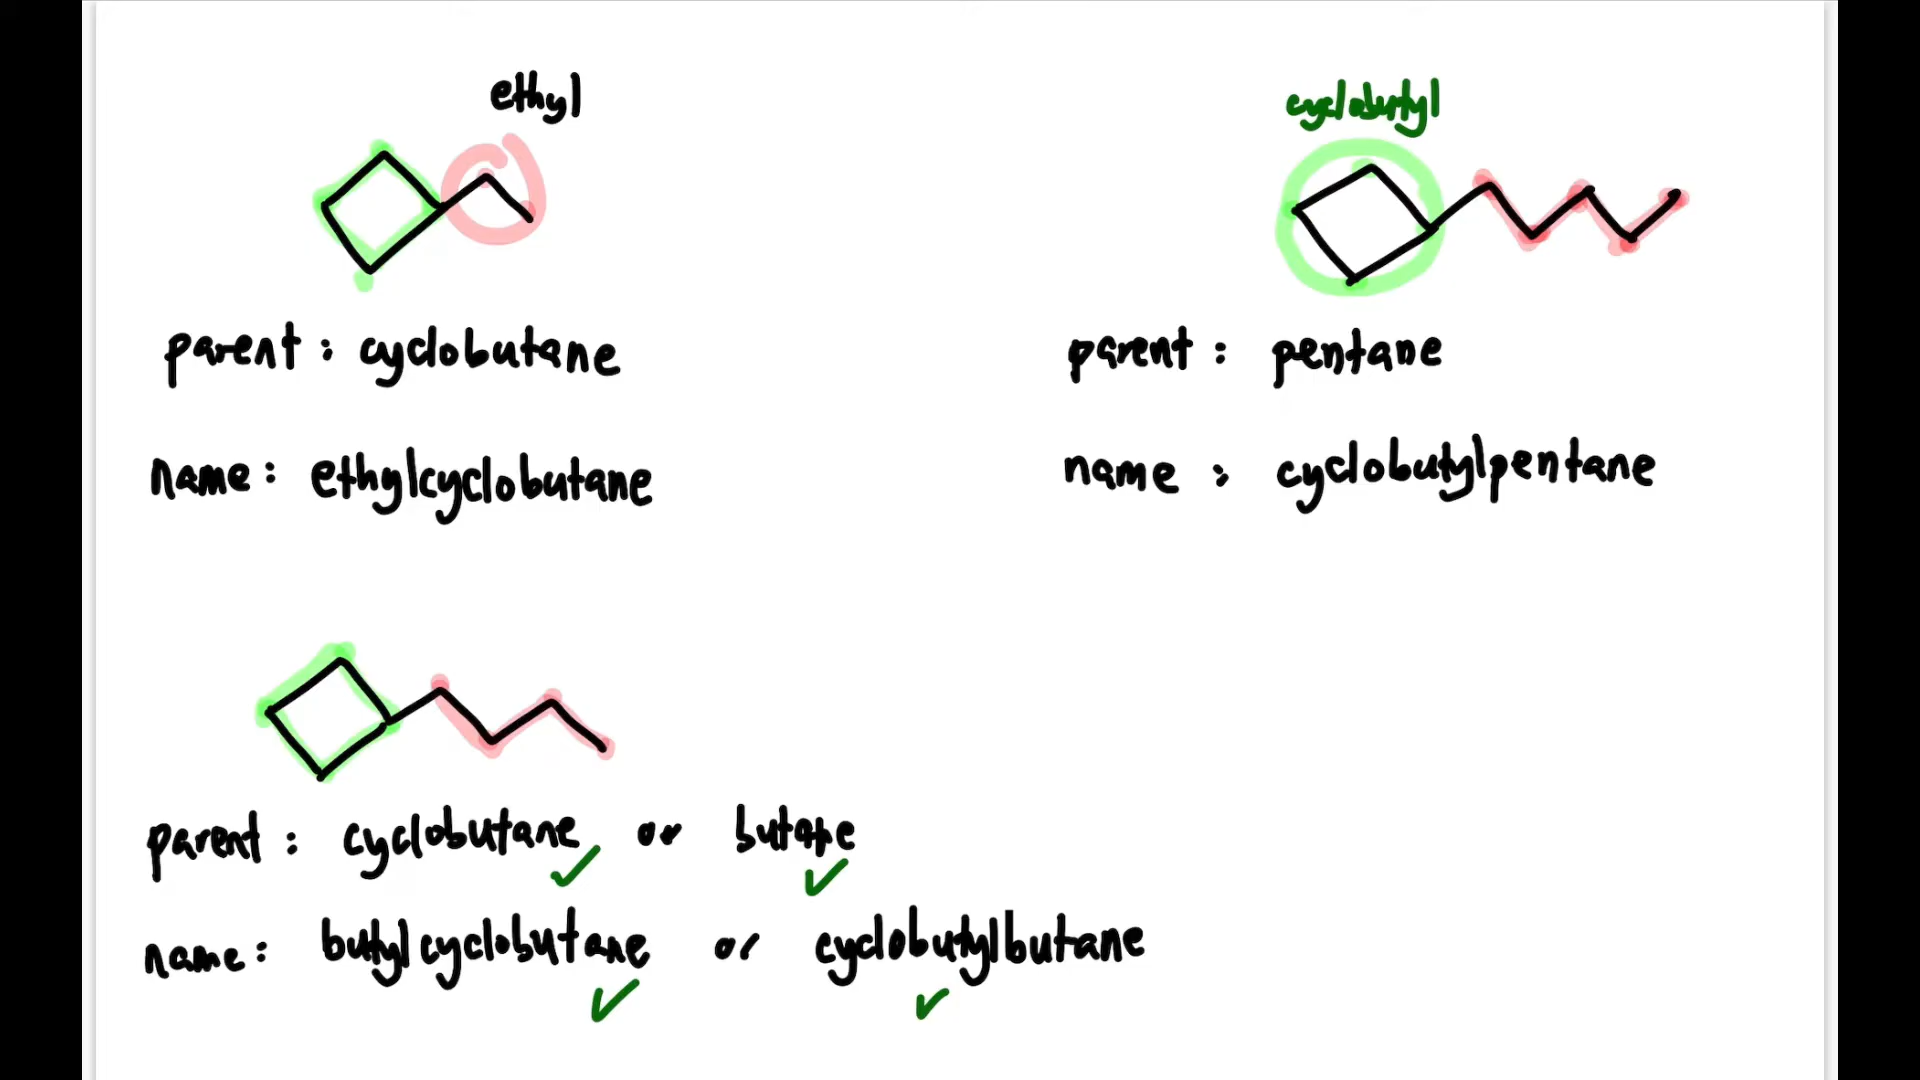 ethyl
cyclobutyl
parent : cyclobutane
parent : pentane
name : ethylcyclobutane
name : cyclobutylpentane
parent : cyclobutane or butane
name : butylcyclobutane or cyclobutylbutane